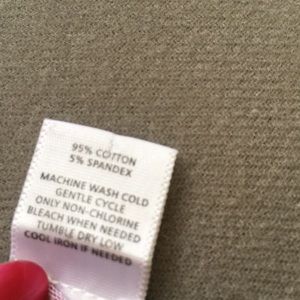 95% COTTON
5% SPANDEX
MACHINE WASH COLD
GENTLE CYCLE
ONLY NON-CHLORINE
BLEACH WHEN NEEDED
TUMBLE DRY LOW
COOL IRON IF NEEDED